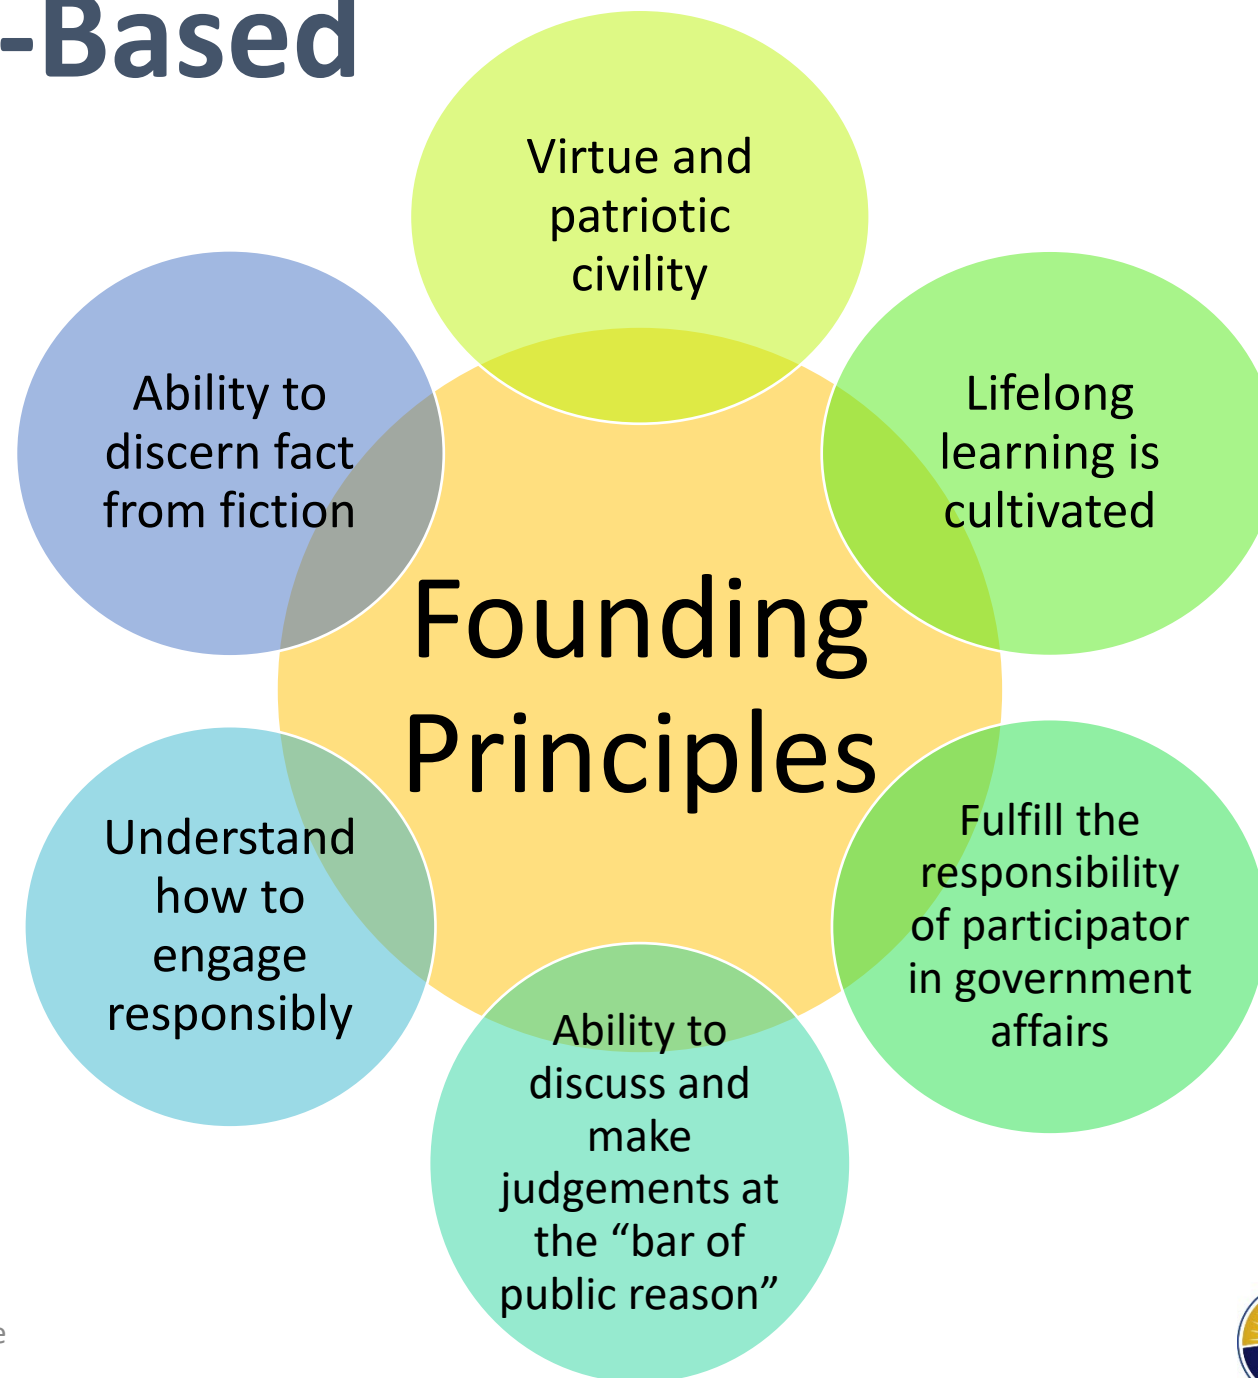 -Based
Virtue and
patriotic
civility
Ability to
discern fact
from fiction
Lifelong
learning is
cultivated
Founding
Principles
Understand
how to
engage
responsibly
Fulfill the
responsibility
of participator
in government
affairs
Ability to
discuss and
make
judgements at
the “bar of
public reason”
e